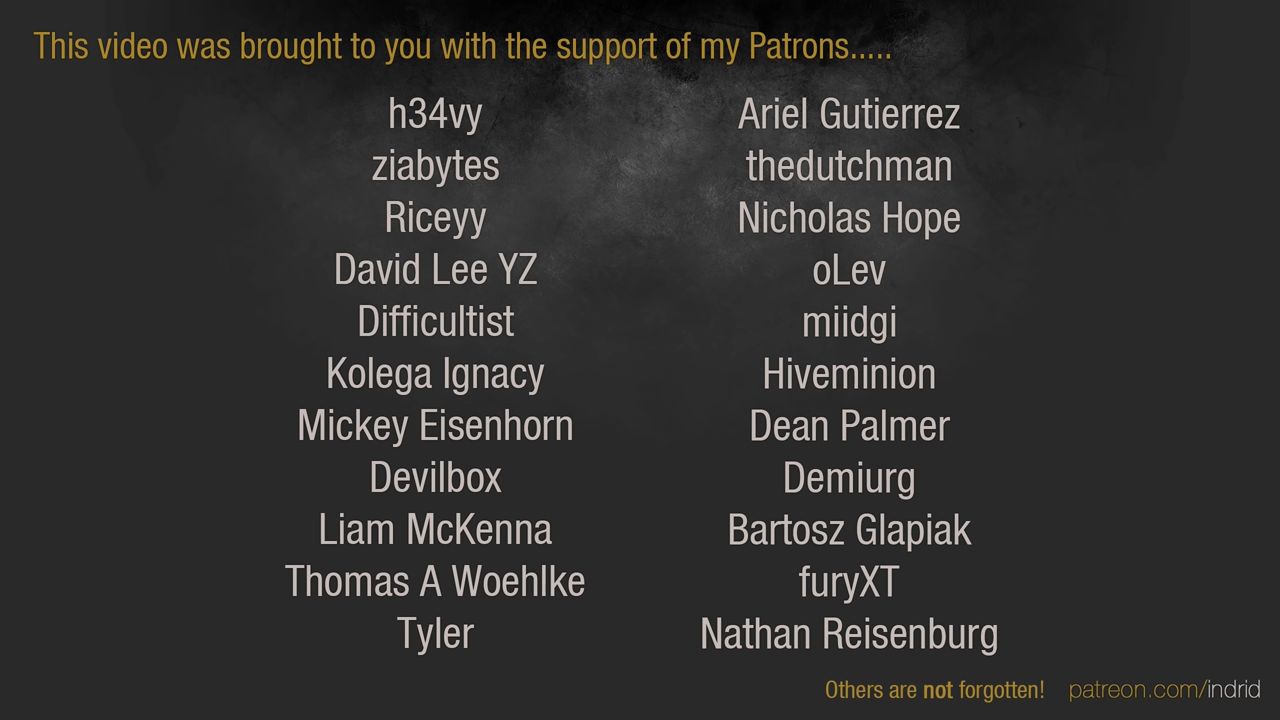 This video was brought to you with the support of my Patrons.....
h34vy
ziabytes
Riceyy
David Lee YZ
Difficultist
Kolega Ignacy
Mickey Eisenhorn
Devilbox
Liam McKenna
Thomas A Woehlke
Tyler
Ariel Gutierrez
thedutchman
Nicholas Hope
oLev
miidgi
Hiveminion
Dean Palmer
Demiurg
Bartosz Glapiak
furyXT
Nathan Reisenburg
Others are not forgotten! patreon.com/indrid